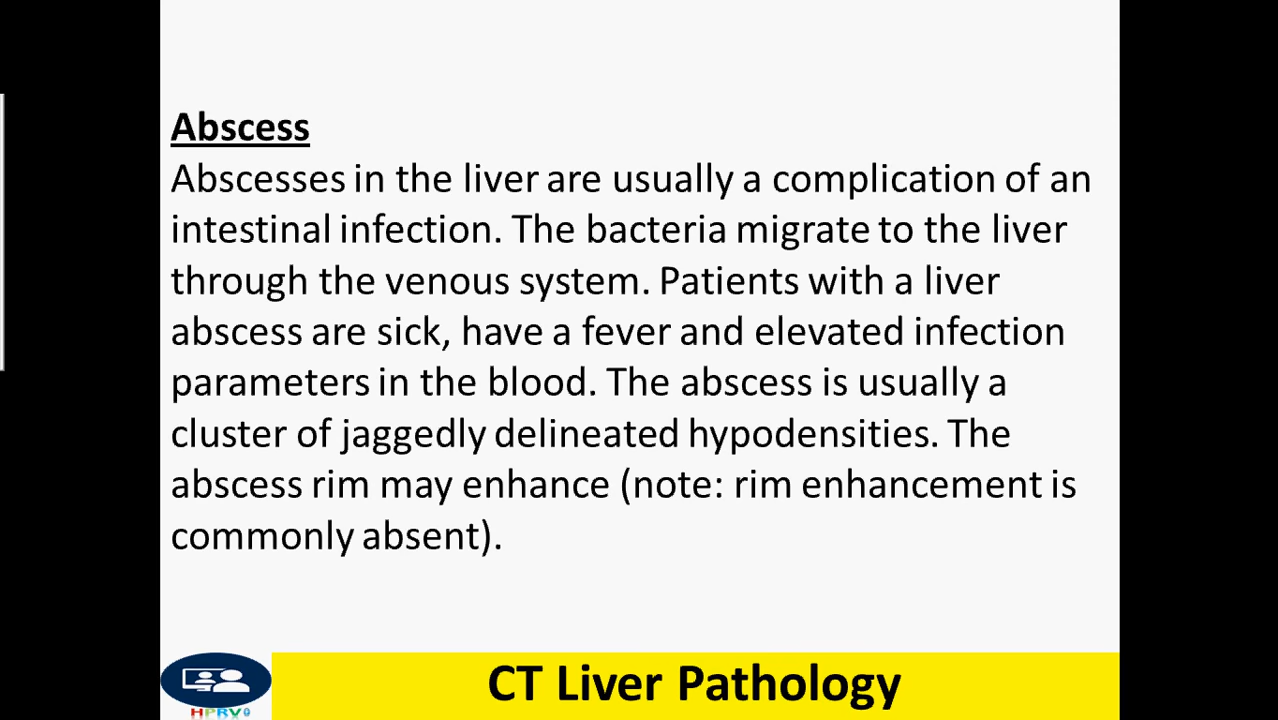 Abscess
Abscesses in the liver are usually a complication of an
intestinal infection. The bacteria migrate to the liver
through the venous system. Patients with a liver
abscess are sick, have a fever and elevated infection
parameters in the blood. The abscess is usually a
cluster of jaggedly delineated hypodensities. The
abscess rim may enhance (note: rim enhancement is
commonly absent).
CT Liver Pathology
HPRV